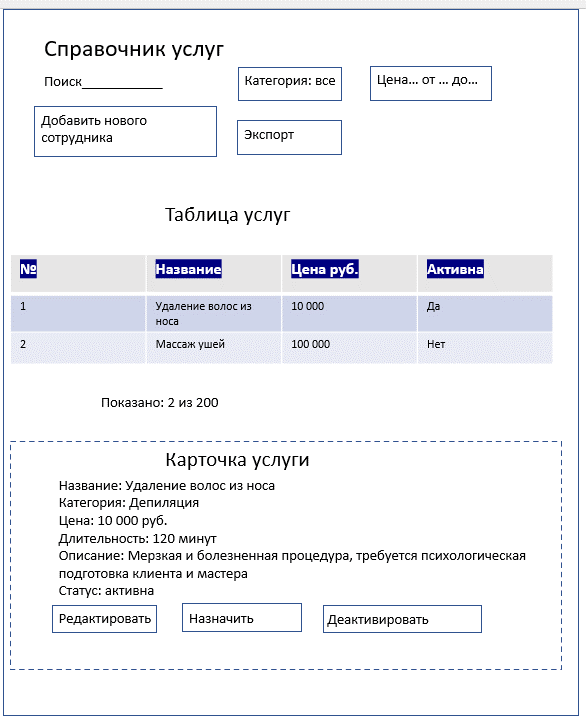 Справочник услуг
Поиск____________
Категория: все
Цена... от ... до...
Добавить нового
сотрудника
Экспорт
Таблица услуг
№ Название Цена руб. Активна
1 Удаление волос из 10 000 Да
носа
2 Массаж ушей 100 000 Нет
Показано: 2 из 200
Карточка услуги
Название: Удаление волос из носа
Категория: Депиляция
Цена: 10 000 руб.
Длительность: 120 минут
Описание: Мерзкая и болезненная процедура, требуется психологическая
подготовка клиента и мастера
Статус: активна
Редактировать
Назначить
Деактивировать